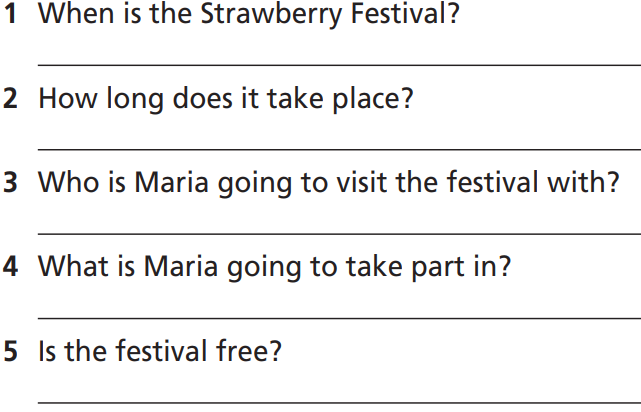 1 When is the Strawberry Festival?
2 How long does it take place?
3 Who is Maria going to visit the festival with?
4 What is Maria going to take part in?
5 Is the festival free?